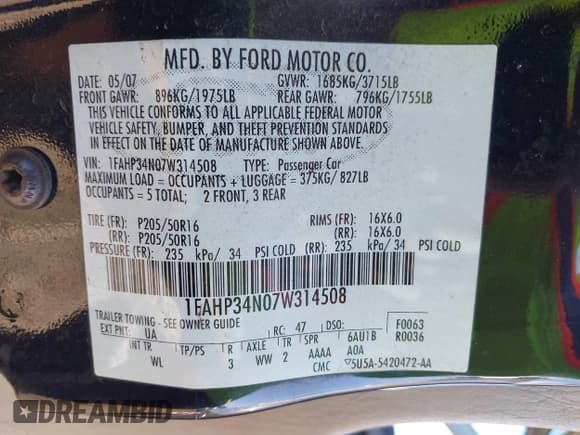 MFD. BY FORD MOTOR CO.
DATE: 05/07 GVWR: 1685KG/3715LB
FRONT GAWR: 896KG/1975LB REAR GAWR: 796KG/1755LB
THIS VEHICLE CONFORMS TO ALL APPLICABLE FEDERAL MOTOR
VEHICLE SAFETY, BUMPER, AND THEFT PREVENTION STANDARDS
IN EFFECT ON THE DATE OF MANUFACTURE SHOWN ABOVE.
VIN: 1FAHP34N07W314508 TYPE: Passenger Car
MAXIMUM LOAD = OCCUPANTS + LUGGAGE = 375KG/ 827LB
OCCUPANTS = 5 TOTAL; 2 FRONT, 3 REAR
TIRE (FR): P205/50R16 RIMS (FR): 16X6.0
(RR): P205/50R16 (RR): 16X6.0
PRESSURE (FR): 235 kPa/ 34 PSI COLD (RR): 235 kPa/ 34 PSI COLD
1FAHP34N07W314508
TRAILER TOWING - SEE OWNER GUIDE
EXT PNT: UA RC: 47 DSO: F0063
6AU1B R0036
INT TR TP/PS R AXLE TR SPR A0A
WL 3 WW 2 AAAA
CMC ▽5U5A-5420472-AA
DREAMBID